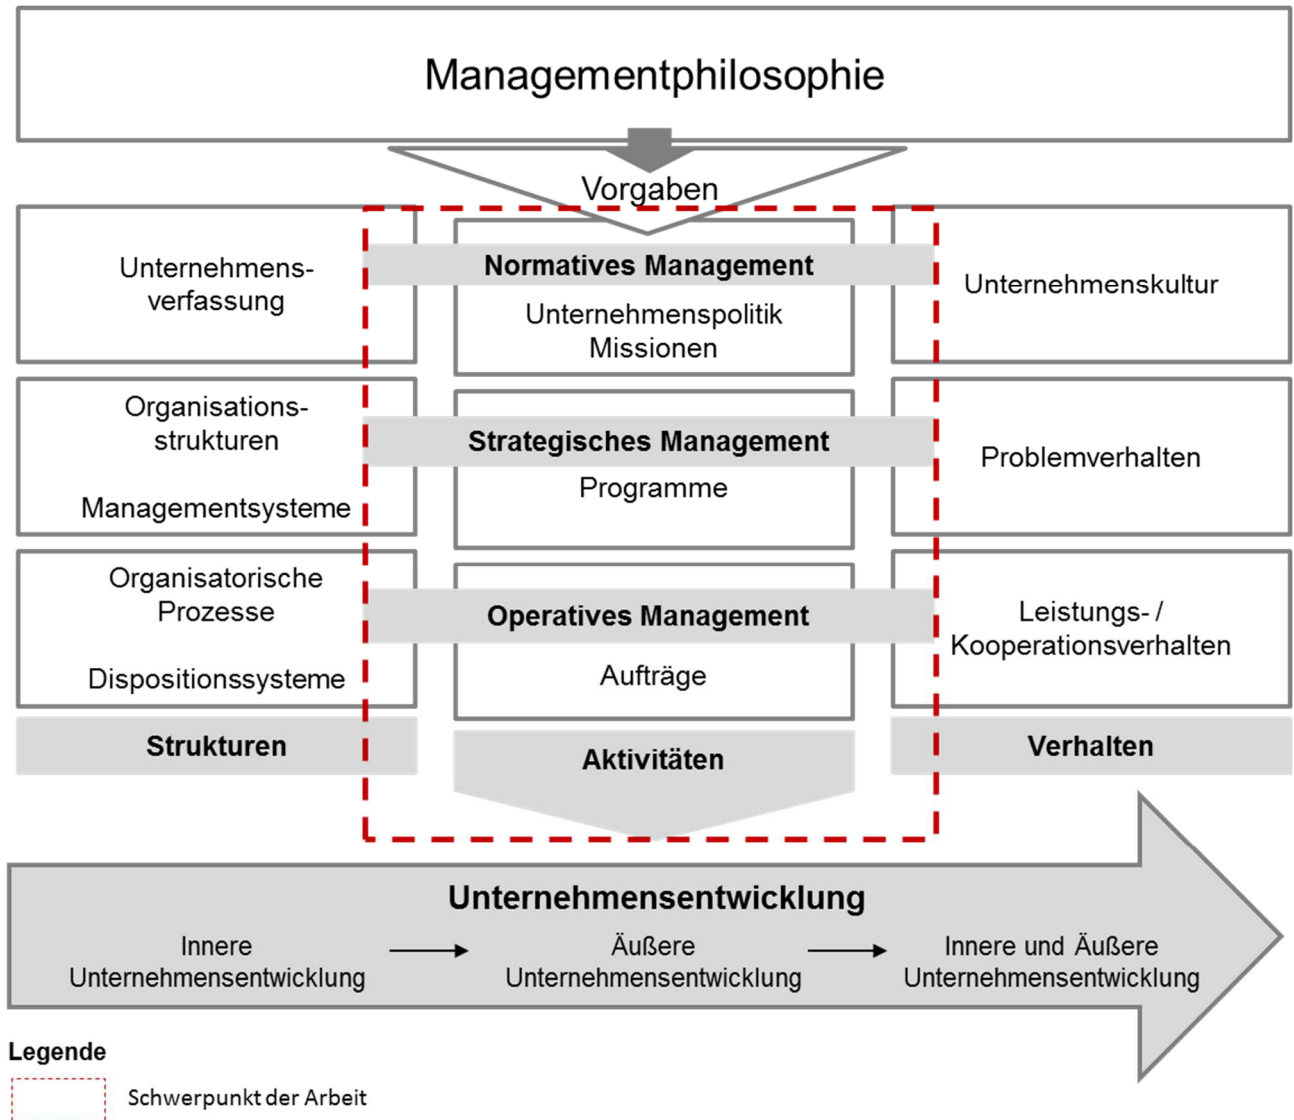 Managementphilosophie
Vorgaben
Unternehmens-
verfassung
Normatives Management
Unternehmenspolitik
Missionen
Unternehmenskultur
Organisations-
strukturen
Managementsysteme
Strategisches Management
Programme
Problemverhalten
Organisatorische
Prozesse
Dispositionssysteme
Operatives Management
Aufträge
Leistungs- /
Kooperationsverhalten
Strukturen
Aktivitäten
Verhalten
Unternehmensentwicklung
Innere
Unternehmensentwicklung
Äußere
Unternehmensentwicklung
Innere und Äußere
Unternehmensentwicklung
Legende
Schwerpunkt der Arbeit